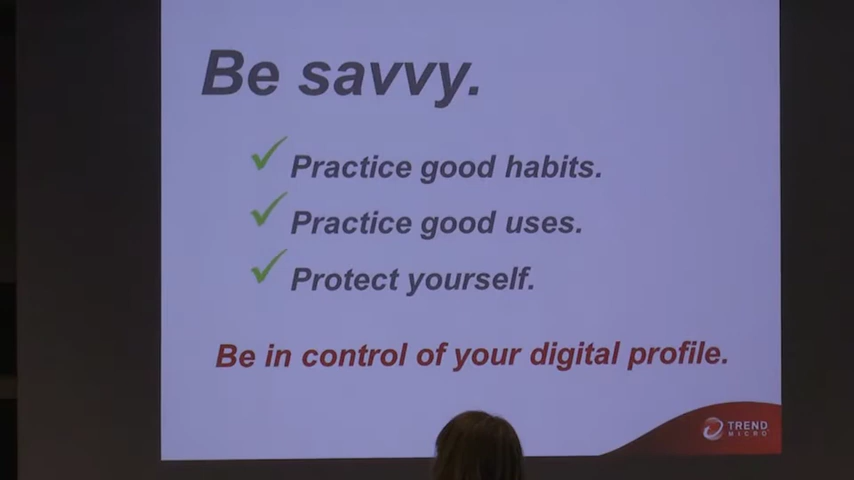 Be savvy.
Practice good habits.
Practice good uses.
Protect yourself.
Be in control of your digital profile.
TREND
MICRO